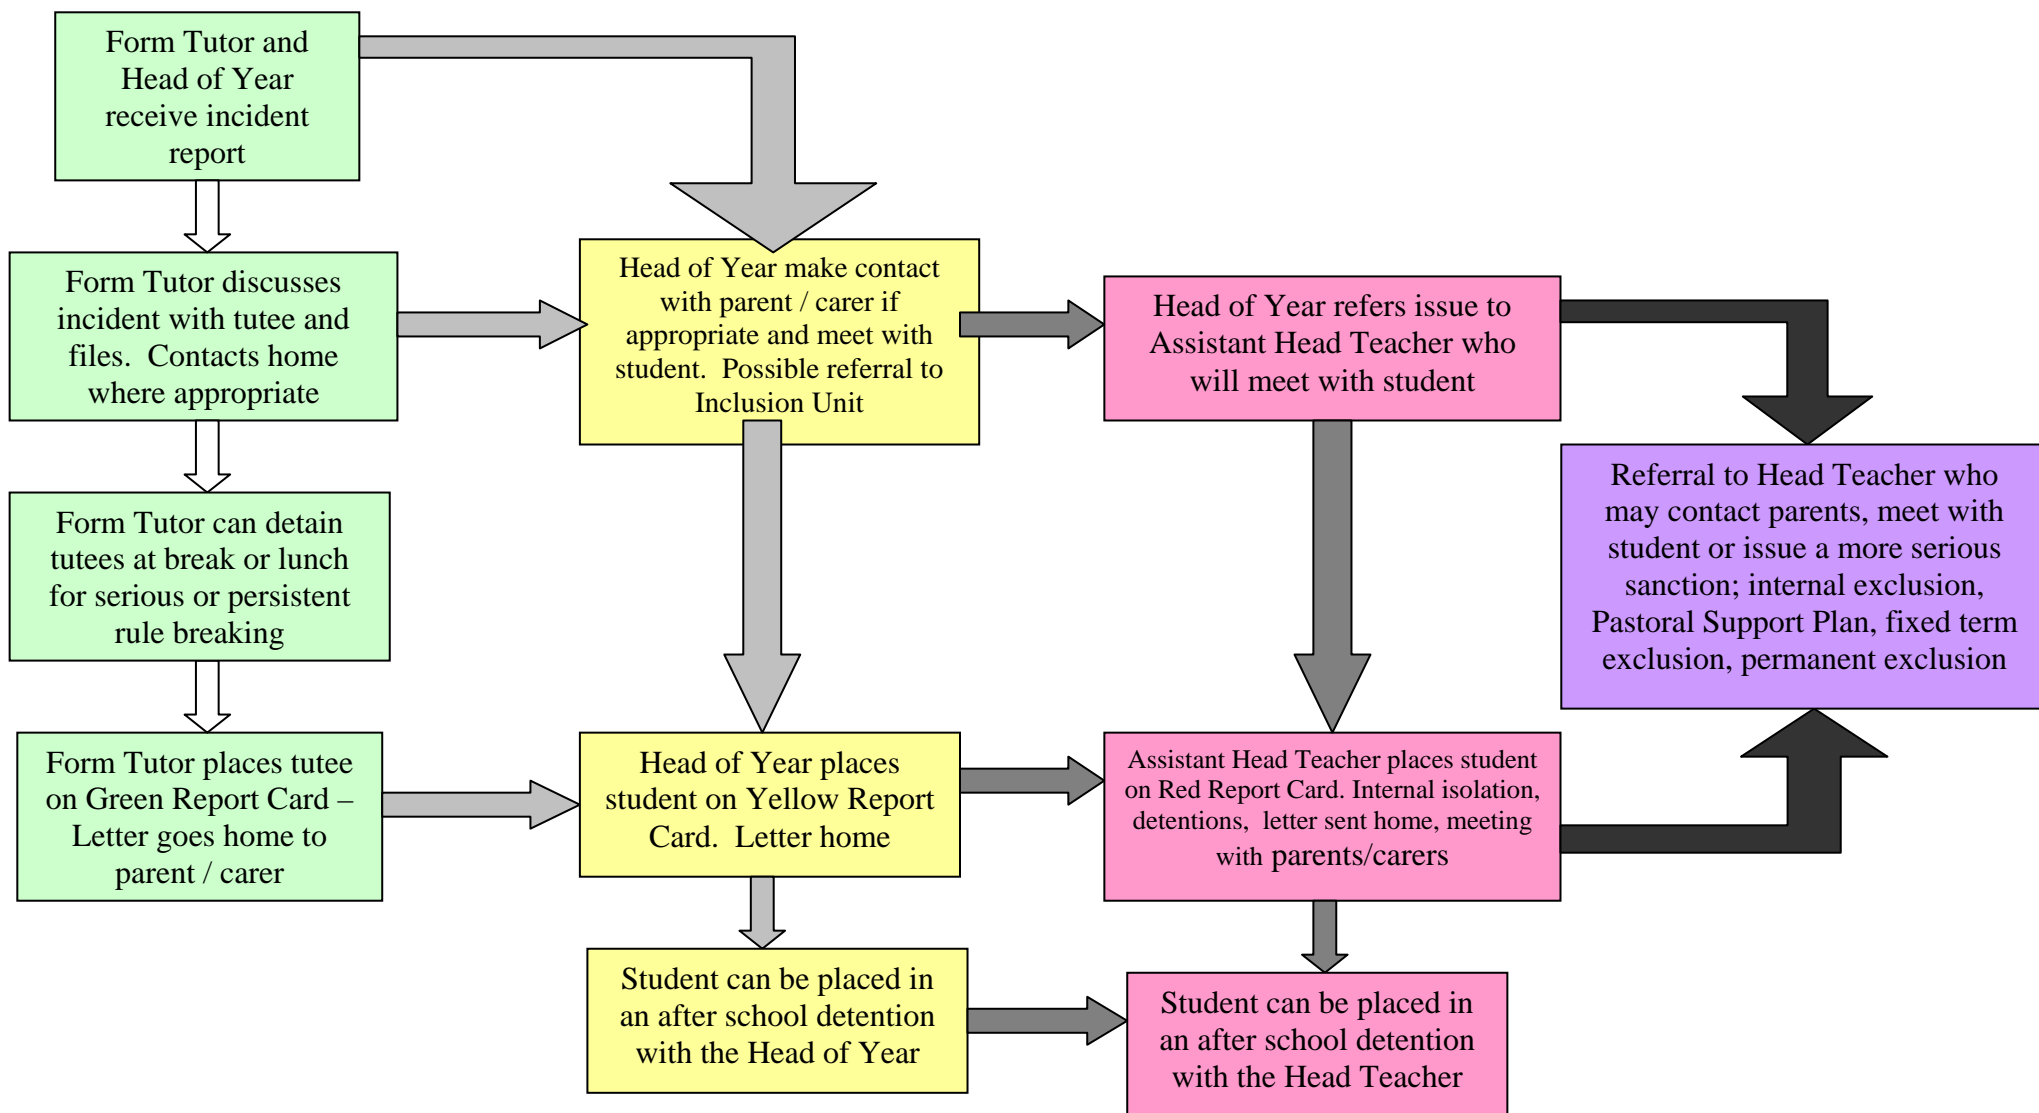 Form Tutor and
Head of Year
receive incident
report
Form Tutor discusses
incident with tutee and
files.  Contacts home
where appropriate
Form Tutor can detain
tutees at break or lunch
for serious or persistent
rule breaking
Form Tutor places tutee
on Green Report Card –
Letter goes home to
parent / carer
Head of Year make contact
with parent / carer if
appropriate and meet with
student.  Possible referral to
Inclusion Unit
Head of Year places
student on Yellow Report
Card.  Letter home
Student can be placed in
an after school detention
with the Head of Year
Head of Year refers issue to
Assistant Head Teacher who
will meet with student
Assistant Head Teacher places student
on Red Report Card. Internal isolation,
detentions,  letter sent home, meeting
with parents/carers
Student can be placed in
an after school detention
with the Head Teacher
Referral to Head Teacher who
may contact parents, meet with
student or issue a more serious
sanction; internal exclusion,
Pastoral Support Plan, fixed term
exclusion, permanent exclusion